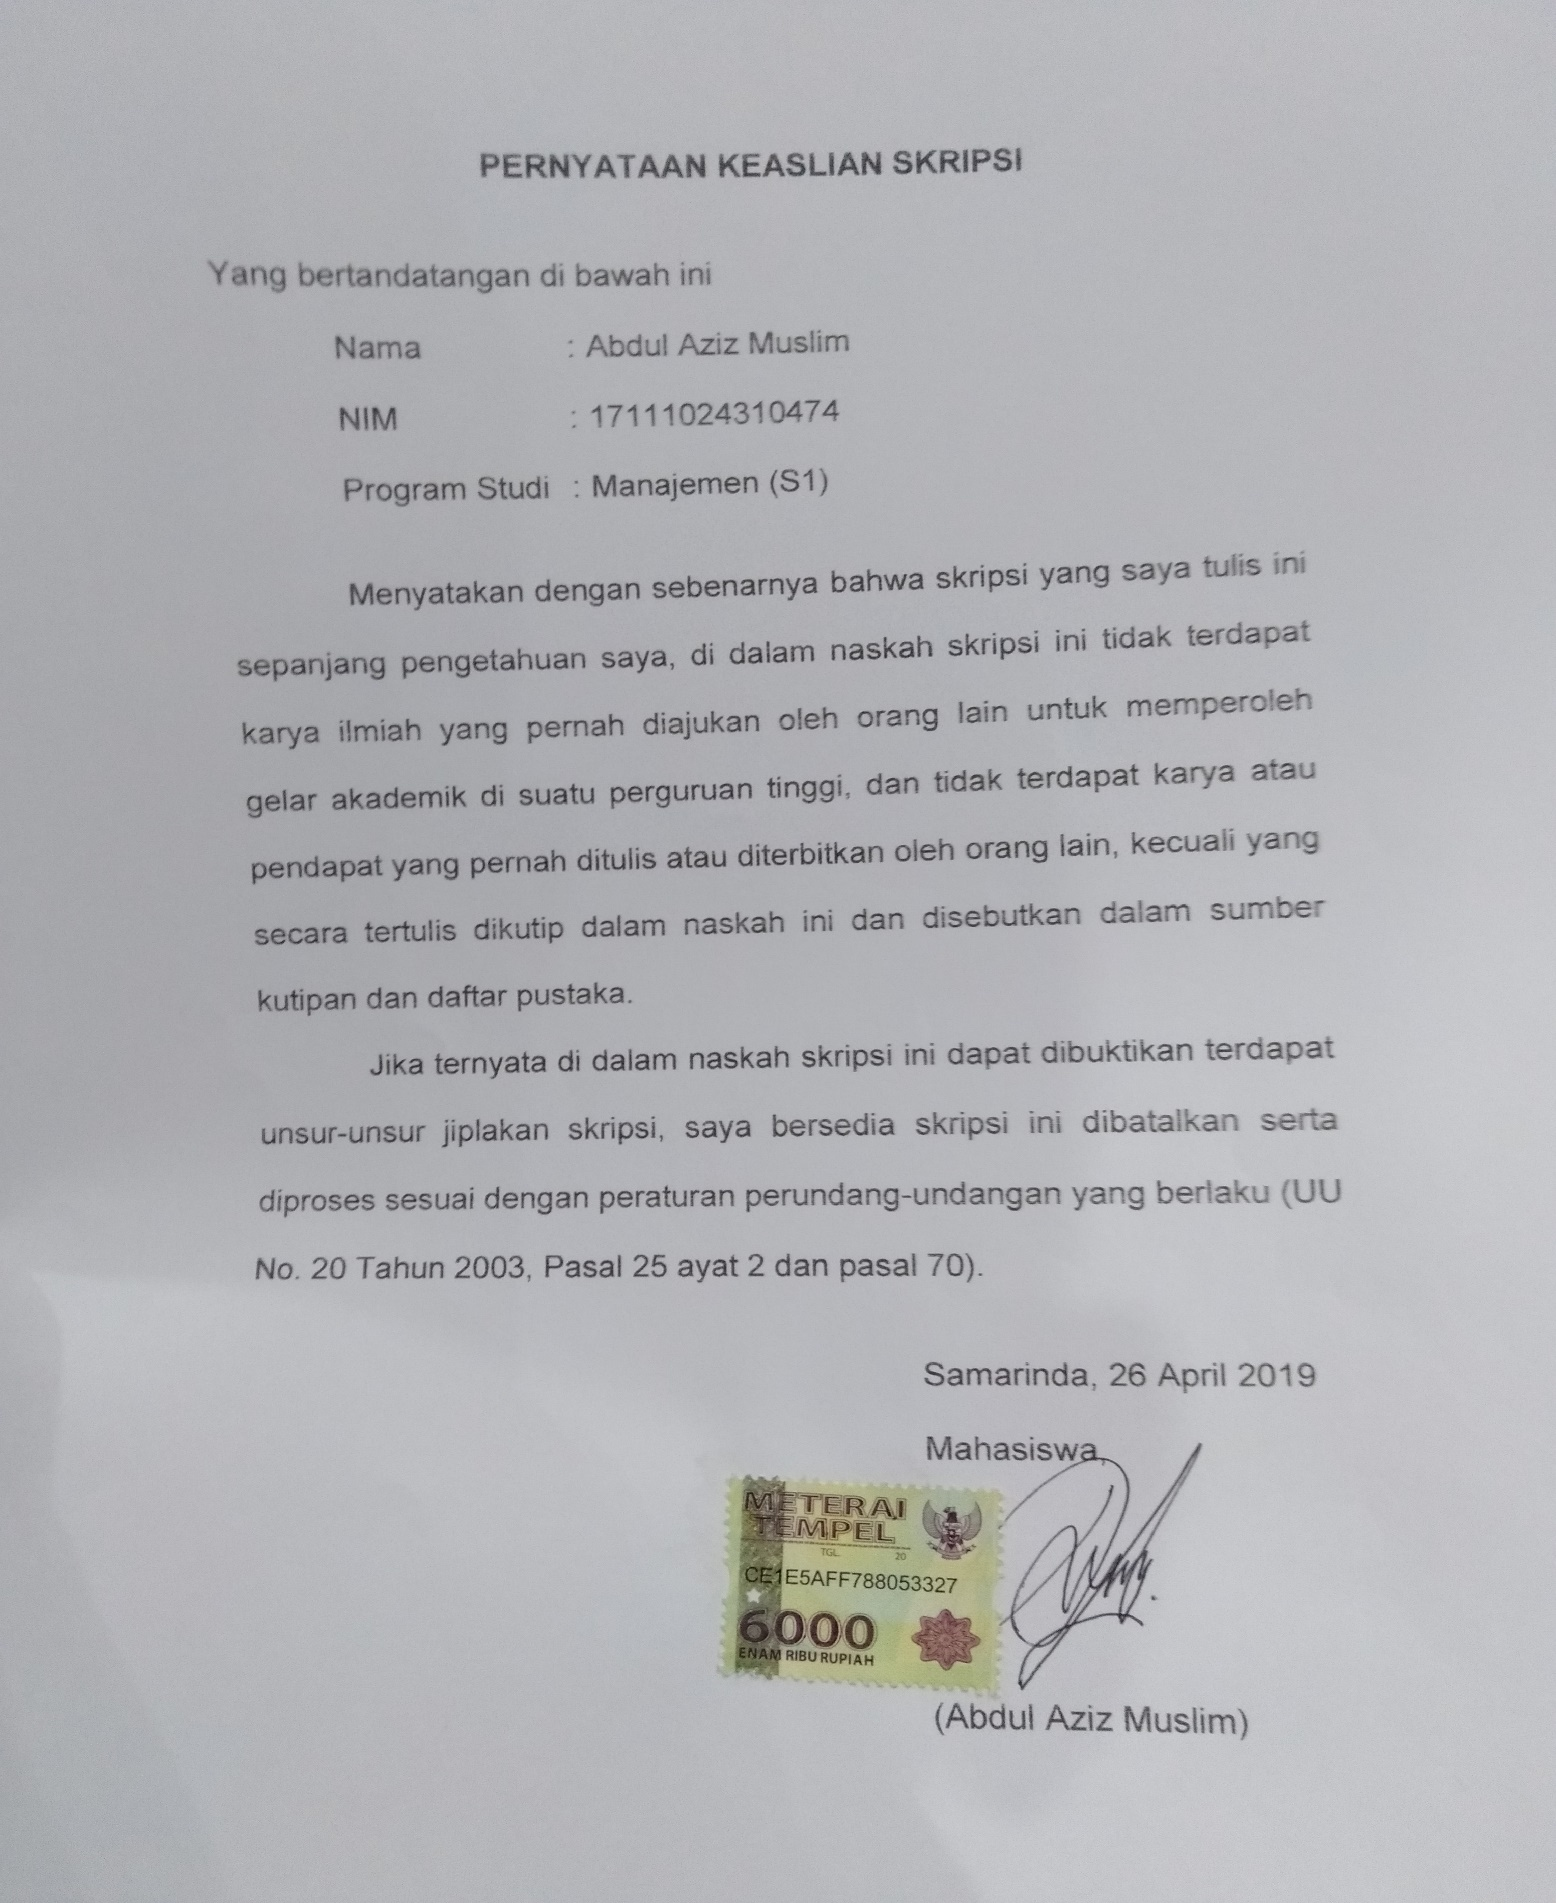 PERNYATAAN KEASLIAN SKRIPSI
Yang bertandatangan di bawah ini
Nama : Abdul Aziz Muslim
NIM : 17111024310474
Program Studi : Manajemen (S1)
Menyatakan dengan sebenarnya bahwa skripsi yang saya tulis ini
sepanjang pengetahuan saya, di dalam naskah skripsi ini tidak terdapat
karya ilmiah yang pernah diajukan oleh orang lain untuk memperoleh
gelar akademik di suatu perguruan tinggi, dan tidak terdapat karya atau
pendapat yang pernah ditulis atau diterbitkan oleh orang lain, kecuali yang
secara tertulis dikutip dalam naskah ini dan disebutkan dalam sumber
kutipan dan daftar pustaka.
Jika ternyata di dalam naskah skripsi ini dapat dibuktikan terdapat
unsur-unsur jiplakan skripsi, saya bersedia skripsi ini dibatalkan serta
diproses sesuai dengan peraturan perundang-undangan yang berlaku (UU
No. 20 Tahun 2003, Pasal 25 ayat 2 dan pasal 70).
Samarinda, 26 April 2019
Mahasiswa,
METERAI
TEMPEL
TGL. 20
CE1E5AFF788053327
6000
ENAM RIBU RUPIAH
(Abdul Aziz Muslim)